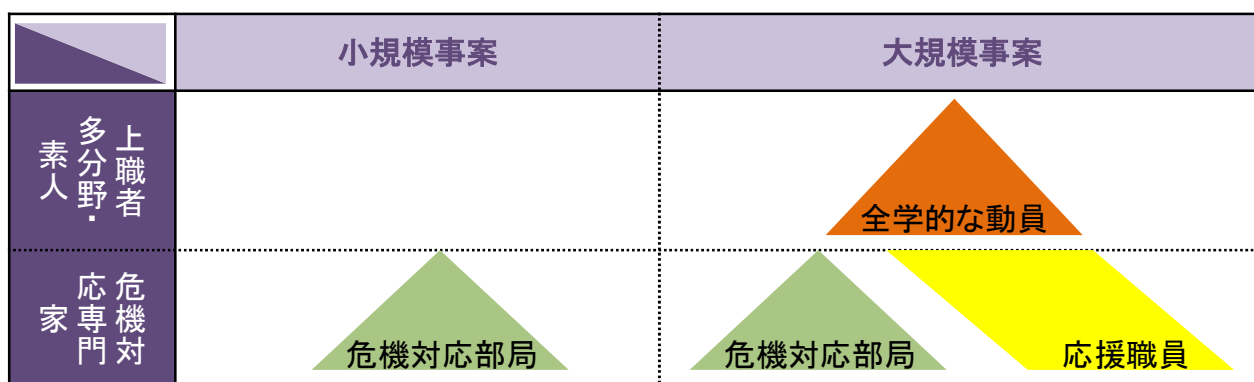 小規模事案
大規模事案
上職者
多分野・
素人
全学的な動員
危機対
応専門
家
危機対応部局
危機対応部局
応援職員